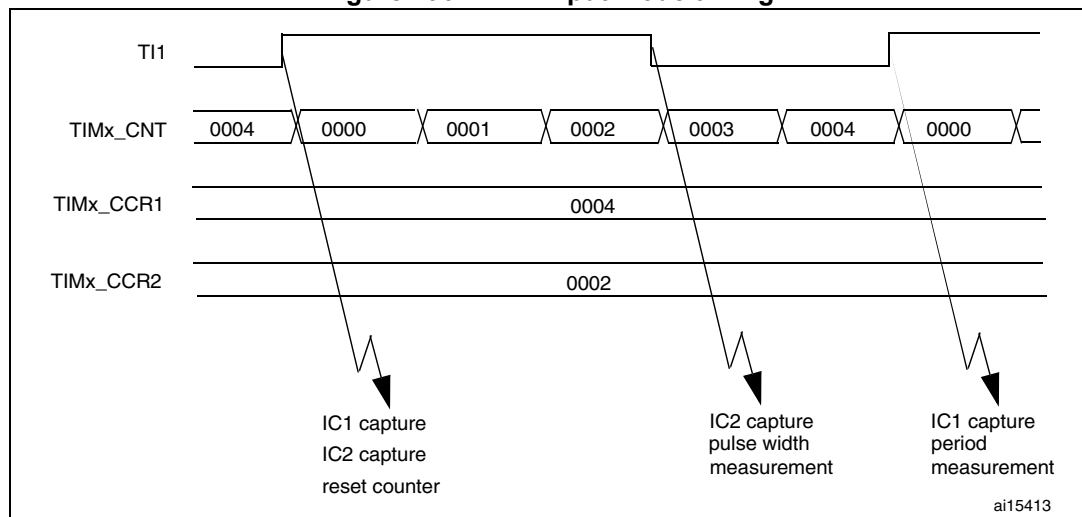 TI1
TIMx_CNT 0004 0000 0001 0002 0003 0004 0000
TIMx_CCR1 0004
TIMx_CCR2 0002
IC1 capture
IC2 capture
reset counter
IC2 capture
pulse width
measurement
IC1 capture
period
measurement
ai15413